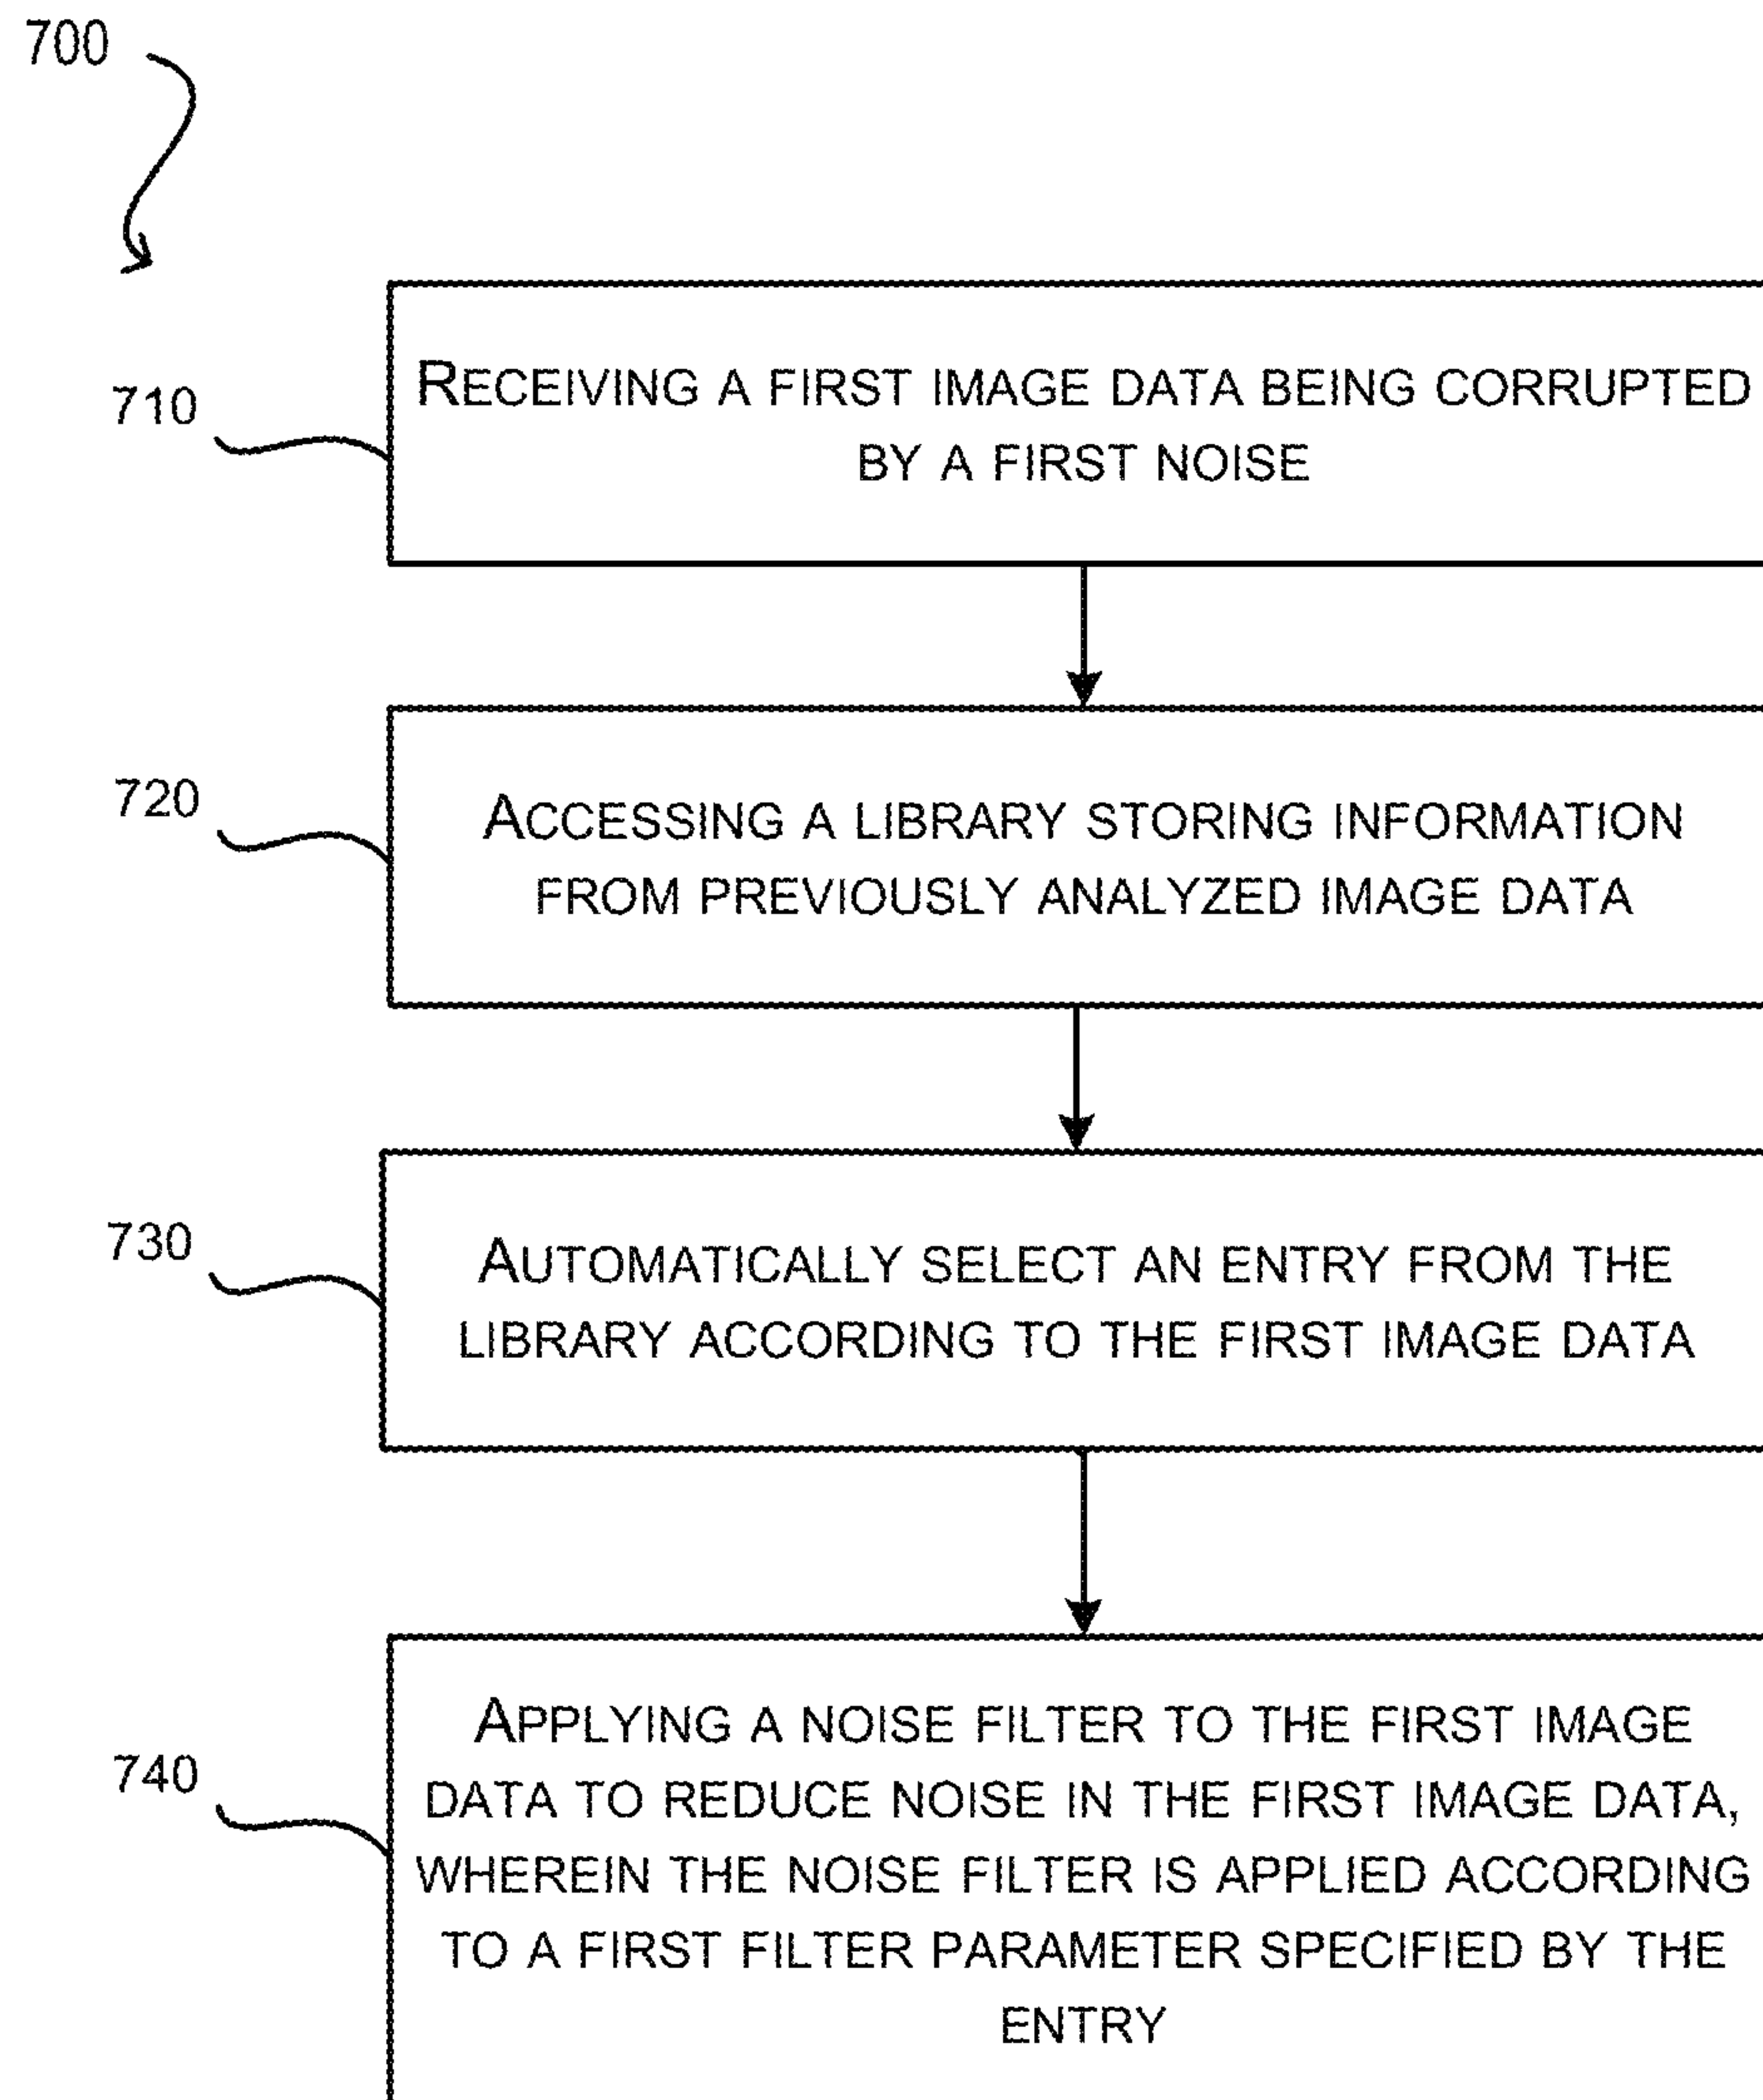 700
710
RECEIVING A FIRST IMAGE DATA BEING CORRUPTED
BY A FIRST NOISE
720
ACCESSING A LIBRARY STORING INFORMATION
FROM PREVIOUSLY ANALYZED IMAGE DATA
730
AUTOMATICALLY SELECT AN ENTRY FROM THE
LIBRARY ACCORDING TO THE FIRST IMAGE DATA
740
APPLYING A NOISE FILTER TO THE FIRST IMAGE
DATA TO REDUCE NOISE IN THE FIRST IMAGE DATA,
WHEREIN THE NOISE FILTER IS APPLIED ACCORDING
TO A FIRST FILTER PARAMETER SPECIFIED BY THE
ENTRY